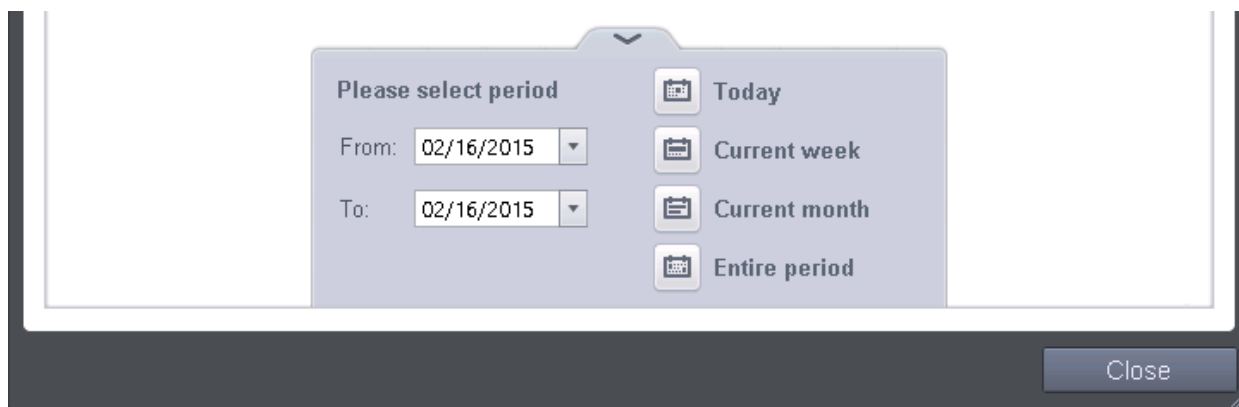 Please select period
From: 02/16/2015
To: 02/16/2015
Today
Current week
Current month
Entire period
Close